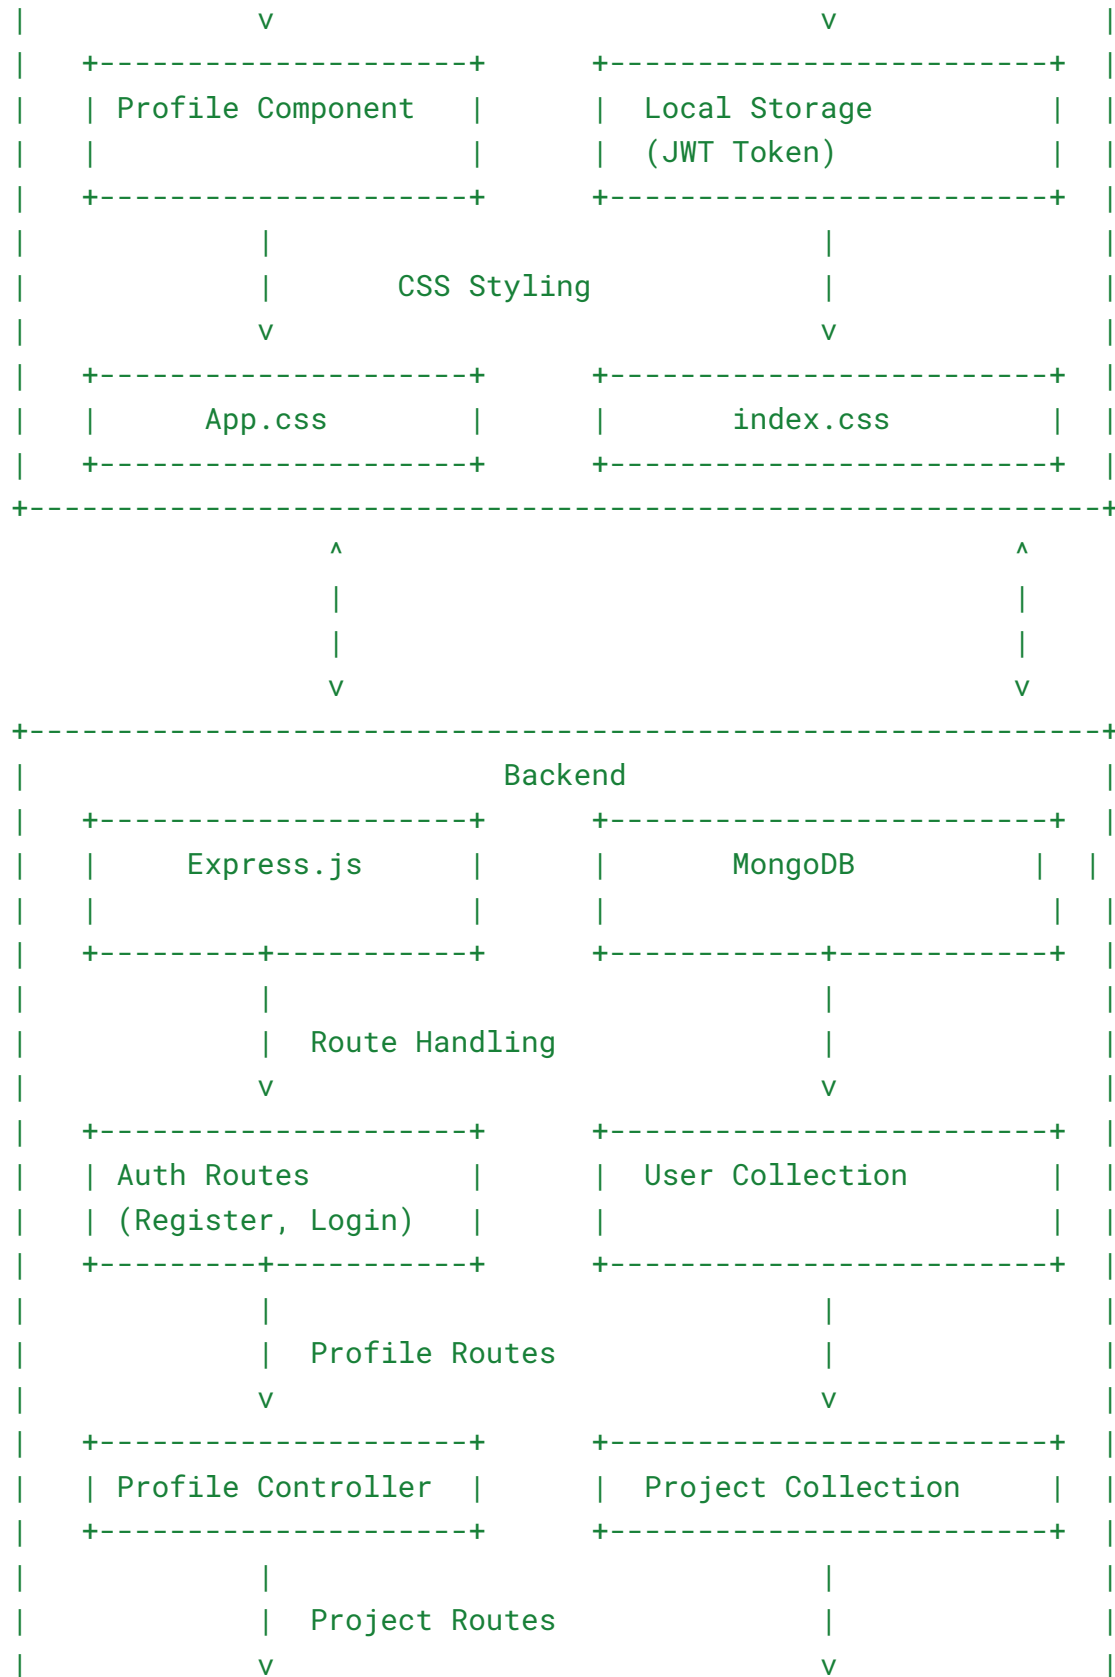 |             v                               v               |
|   +---------------------+      +-------------------------+  |
|   | Profile Component   |      |  Local Storage          |  |
|   |                     |      |  (JWT Token)            |  |
|   +---------------------+      +-------------------------+  |
|             |                               |               |
|             |       CSS Styling             |               |
|             v                               v               |
|   +---------------------+      +-------------------------+  |
|   |      App.css        |      |       index.css         |  |
|   +---------------------+      +-------------------------+  |
+-------------------------------------------------------------+
                  ^                                      ^
                  |                                      |
                  |                                      |
                  v                                      v
+-------------------------------------------------------------+
|                           Backend                           |
|   +---------------------+      +-------------------------+  |
|   |     Express.js      |      |       MongoDB          |  |
|   |                     |      |                         |  |
|   +---------+-----------+      +------------+------------+  |
|             |                               |               |
|             |  Route Handling               |               |
|             v                               v               |
|   +---------------------+      +-------------------------+  |
|   | Auth Routes         |      |  User Collection        |  |
|   | (Register, Login)   |      |                         |  |
|   +---------+-----------+      +-------------------------+  |
|             |                               |               |
|             |  Profile Routes               |               |
|             v                               v               |
|   +---------------------+      +-------------------------+  |
|   | Profile Controller  |      |  Project Collection     |  |
|   +---------------------+      +-------------------------+  |
|             |                               |               |
|             |  Project Routes               |               |
|             v                               v               |